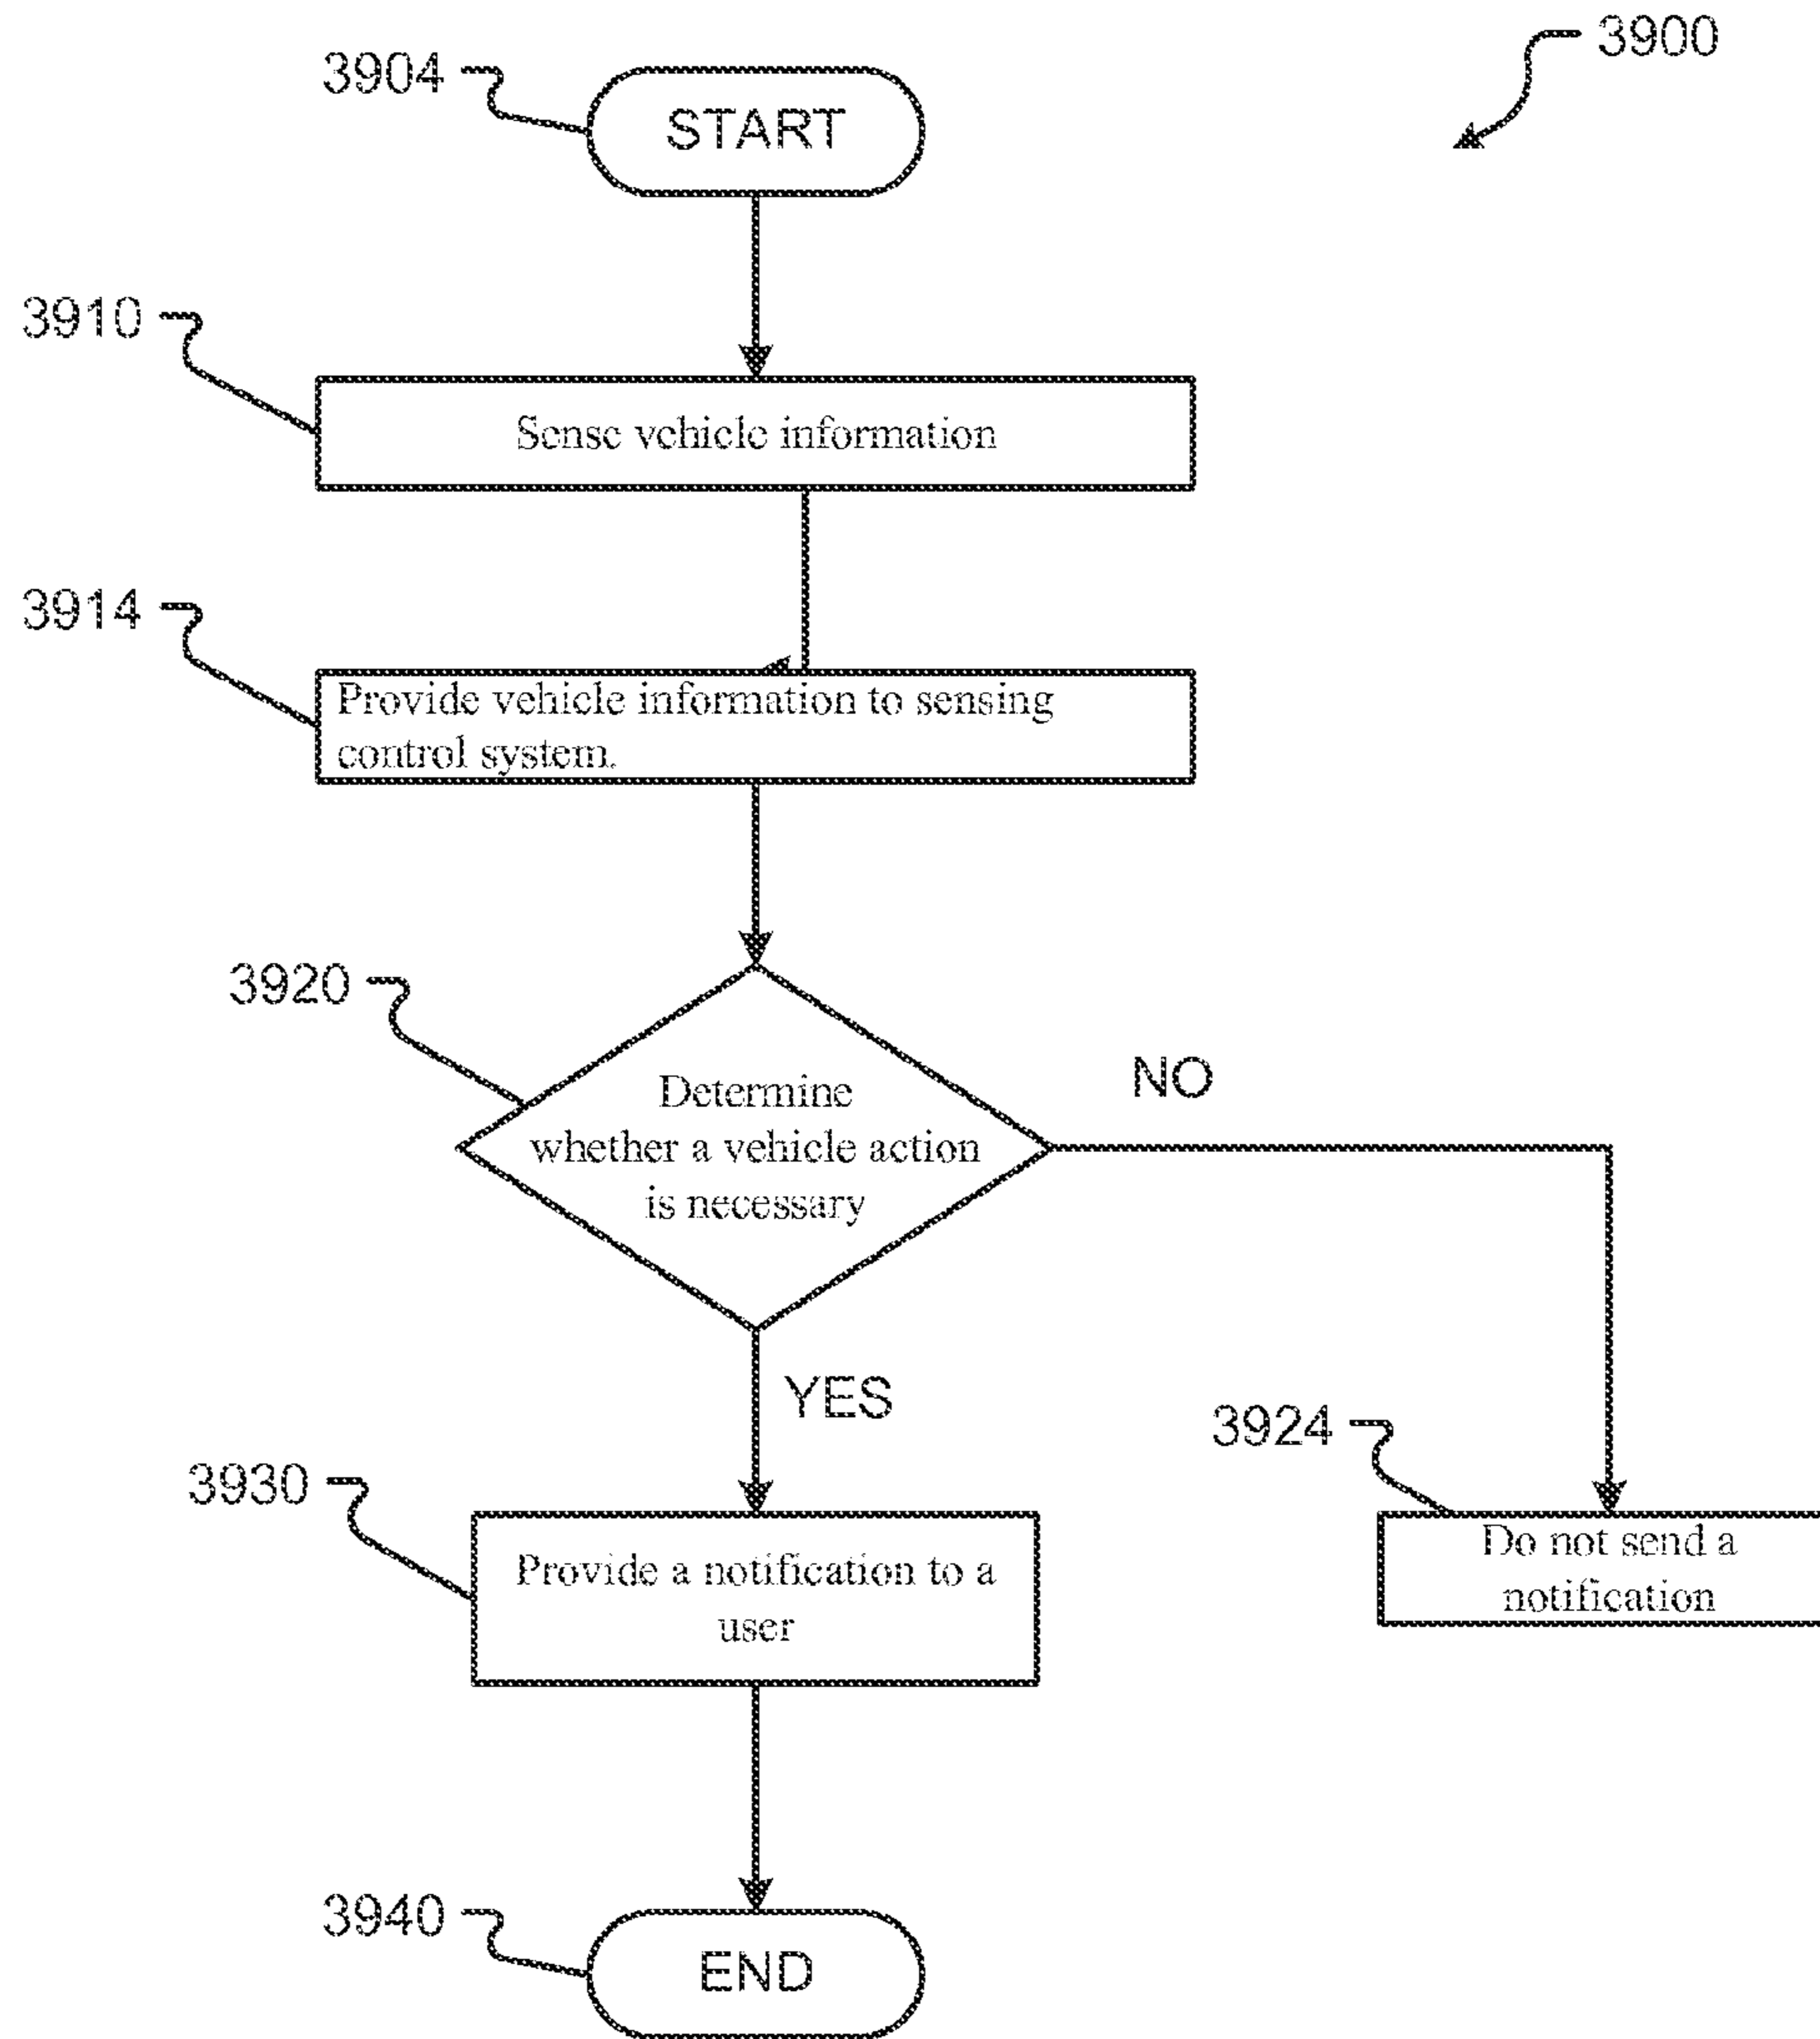 3900
3904
START
3910
Sense vehicle information
3914
Provide vehicle information to sensing
control system.
3920
Determine
whether a vehicle action
is necessary
NO
YES
3924
Do not send a
notification
3930
Provide a notification to a
user
3940
END